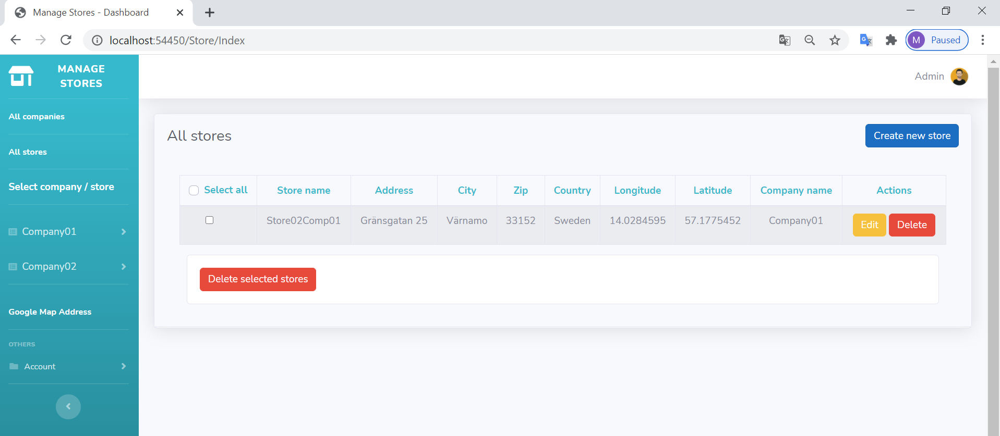 Manage Stores - Dashboard
localhost:54450/Store/Index
M Paused
MANAGE
STORES
Admin
All companies
All stores
Select company / store
Company01
Company02
Google Map Address
OTHERS
Account
All stores
Create new store
Select all Store name Address City Zip Country Longitude Latitude Company name Actions
Store02Comp01 Gränsgatan 25 Värnamo 33152 Sweden 14.0284595 57.1775452 Company01 Edit Delete
Delete selected stores